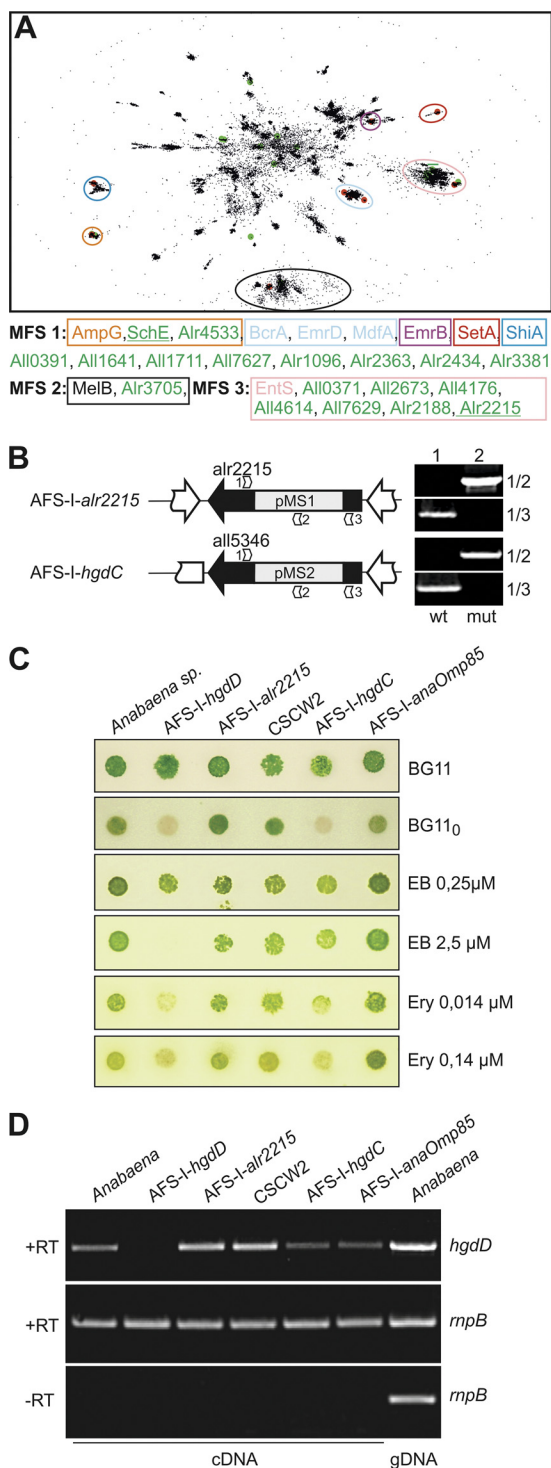 A
MFS 1: AmpG, SchE, Alr4533 BcrA, EmrD, MdfA, EmrB, SetA, ShiA
All0391, All1641, All1711, All7627, Alr1096, Alr2363, Alr2434, Alr3381
MFS 2: MelB, Alr3705, MFS 3: EntS, All0371, All2673, All4176,
All4614, All7629, Alr2188, Alr2215
B
1 2
alr2215
AFS-I-alr2215
1
pMS1
2
3
1/2
1/3
all5346
AFS-I-hgdC
1
pMS2
2
3
1/2
1/3
wt mut
C
Anabaena sp.
AFS-I-hgdD
AFS-I-alr2215
CSCW2
AFS-I-hgdC
AFS-I-anaOmp85
BG11
BG11₀
EB 0,25µM
EB 2,5 µM
Ery 0,014 µM
Ery 0,14 µM
D
Anabaena
AFS-I-hgdD
AFS-I-alr2215
CSCW2
AFS-I-hgdC
AFS-I-anaOmp85
Anabaena
+RT hgdD
+RT rnpB
-RT rnpB
cDNA gDNA